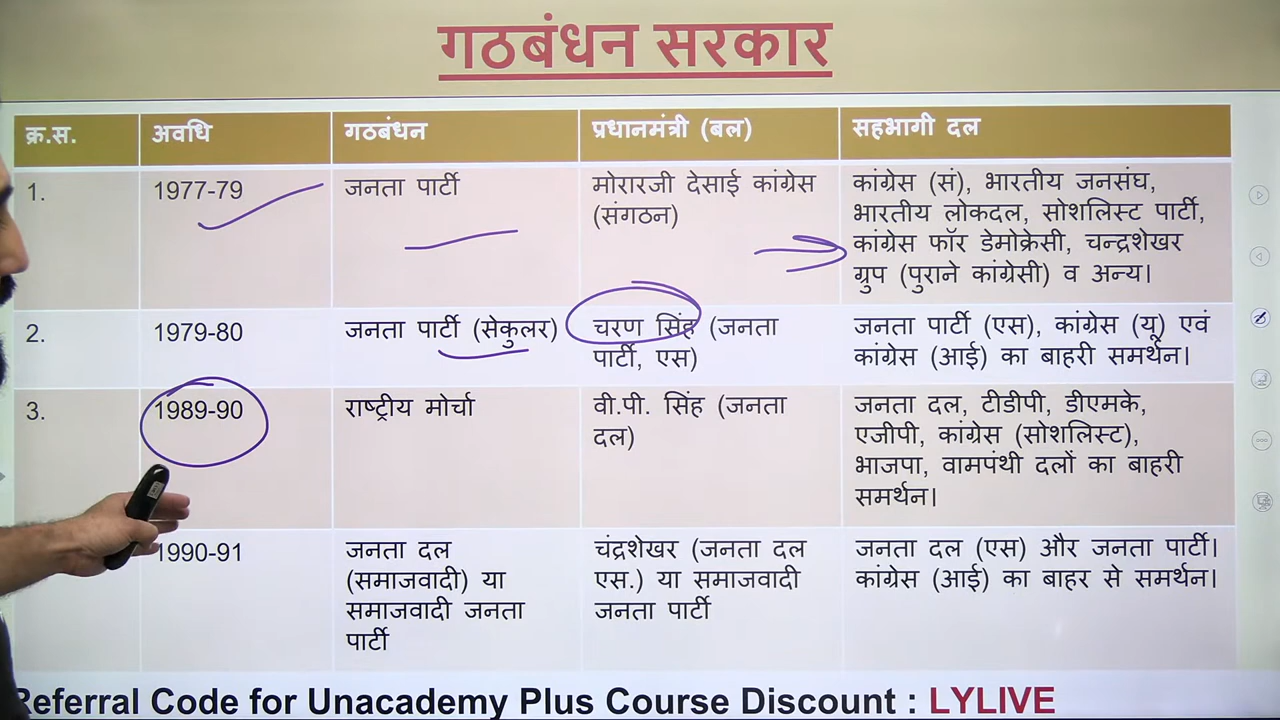 गठबंधन सरकार
क्र.स. अवधि गठबंधन प्रधानमंत्री (बल) सहभागी दल
1. 1977-79 जनता पार्टी मोरारजी देसाई कांग्रेस (संगठन) कांग्रेस (सं), भारतीय जनसंघ,
भारतीय लोकदल, सोशलिस्ट पार्टी,
कांग्रेस फॉर डेमोक्रेसी, चन्द्रशेखर
ग्रुप (पुराने कांग्रेसी) व अन्य।
2. 1979-80 जनता पार्टी (सेकुलर) चरण सिंह (जनता
पार्टी, एस)
जनता पार्टी (एस), कांग्रेस (यू) एवं
कांग्रेस (आई) का बाहरी समर्थन।
3. 1989-90 राष्ट्रीय मोर्चा वी.पी. सिंह (जनता
दल)
जनता दल, टीडीपी, डीएमके,
एजीपी, कांग्रेस (सोशलिस्ट),
भाजपा, वामपंथी दलों का बाहरी
समर्थन।
1990-91
जनता दल
(समाजवादी) या
समाजवादी जनता
पार्टी
चंद्रशेखर (जनता दल
एस.) या समाजवादी
जनता पार्टी
जनता दल (एस) और जनता पार्टी।
कांग्रेस (आई) का बाहर से समर्थन।
Referral Code for Unacademy Plus Course Discount : LYLIVE